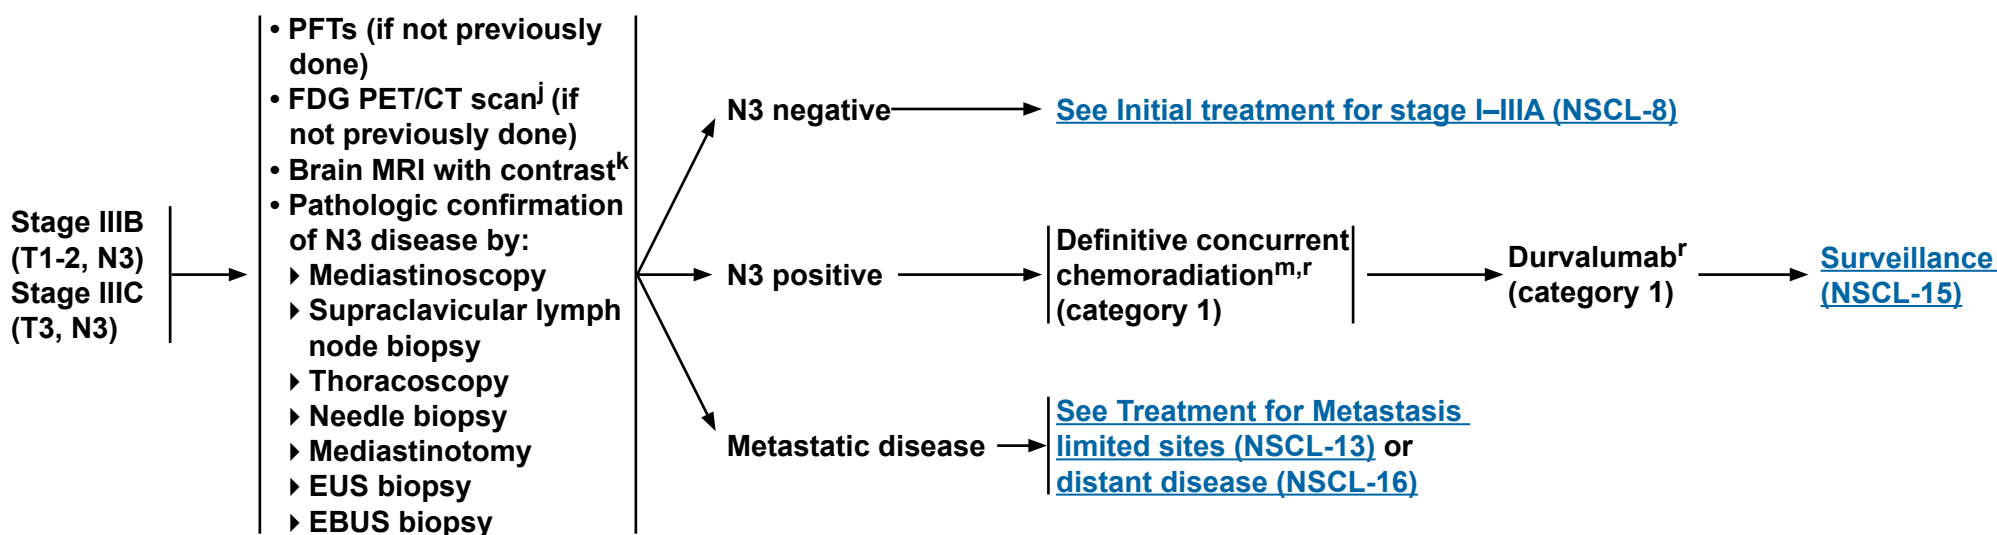 Stage IIIB
(T1-2, N3)
Stage IIIC
(T3, N3)
• PFTs (if not previously
done)
• FDG PET/CT scanj (if
not previously done)
• Brain MRI with contrastk
• Pathologic confirmation
of N3 disease by:
Mediastinoscopy
Supraclavicular lymph
node biopsy
Thoracoscopy
Needle biopsy
Mediastinotomy
EUS biopsy
EBUS biopsy
N3 negative
See Initial treatment for stage I–IIIA (NSCL-8)
N3 positive
Definitive concurrent
chemoradiationm,r
(category 1)
Durvalumabr
(category 1)
Surveillance
(NSCL-15)
Metastatic disease
See Treatment for Metastasis
limited sites (NSCL-13) or
distant disease (NSCL-16)